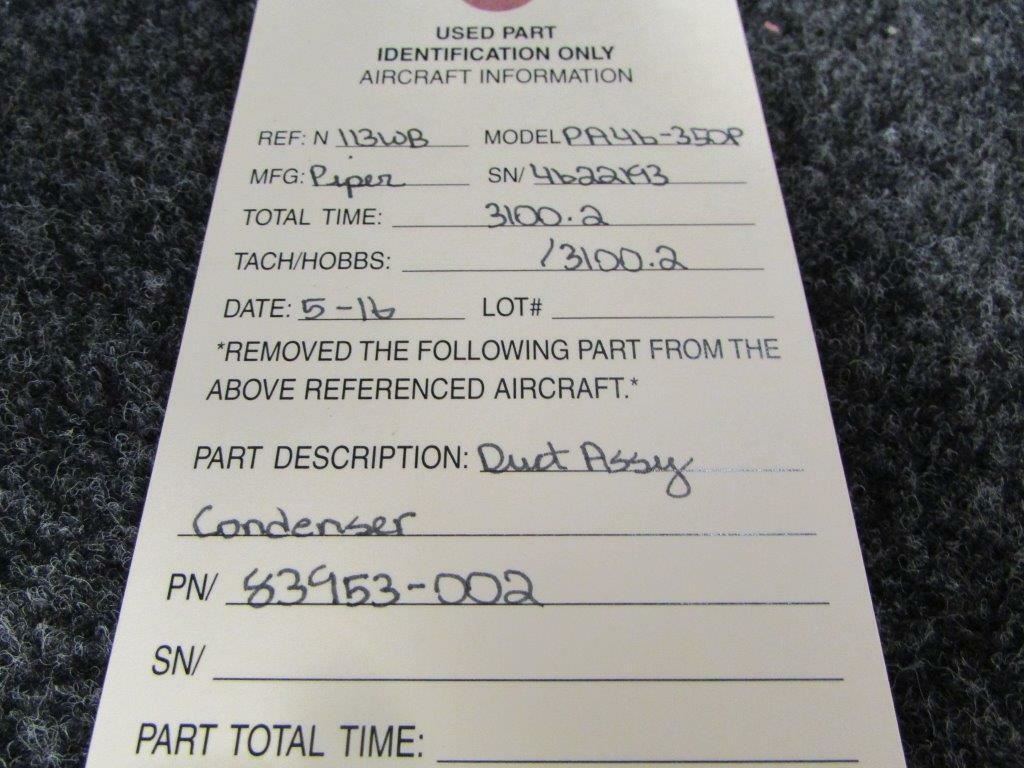 USED PART
IDENTIFICATION ONLY
AIRCRAFT INFORMATION
REF: N 113WB MODEL PA46-350P
MFG: Piper SN/ 4622193
TOTAL TIME: 3100.2
TACH/HOBBS: /3100.2
DATE: 5-16 LOT#
*REMOVED THE FOLLOWING PART FROM THE
ABOVE REFERENCED AIRCRAFT.*
PART DESCRIPTION: Duct Assy
Condenser
PN/ 83953-002
SN/
PART TOTAL TIME: